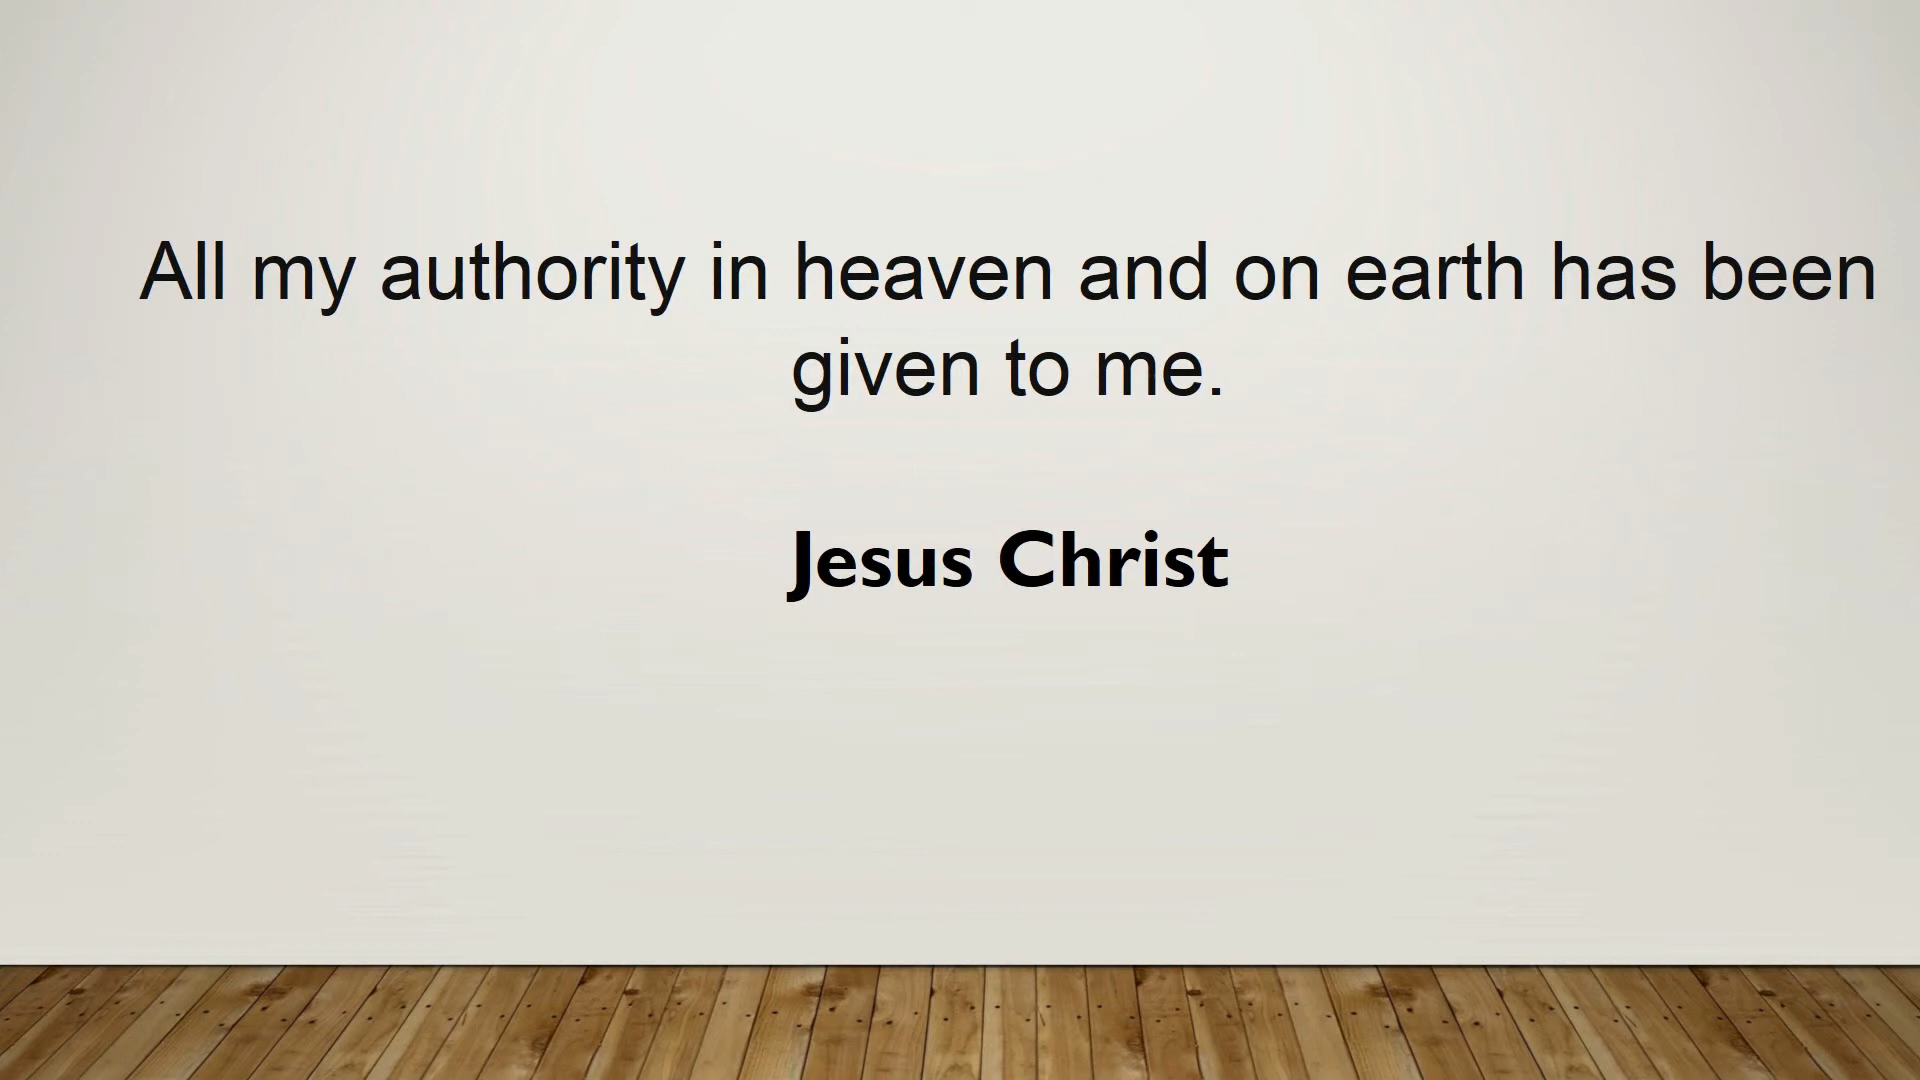 All my authority in heaven and on earth has been
given to me.
Jesus Christ